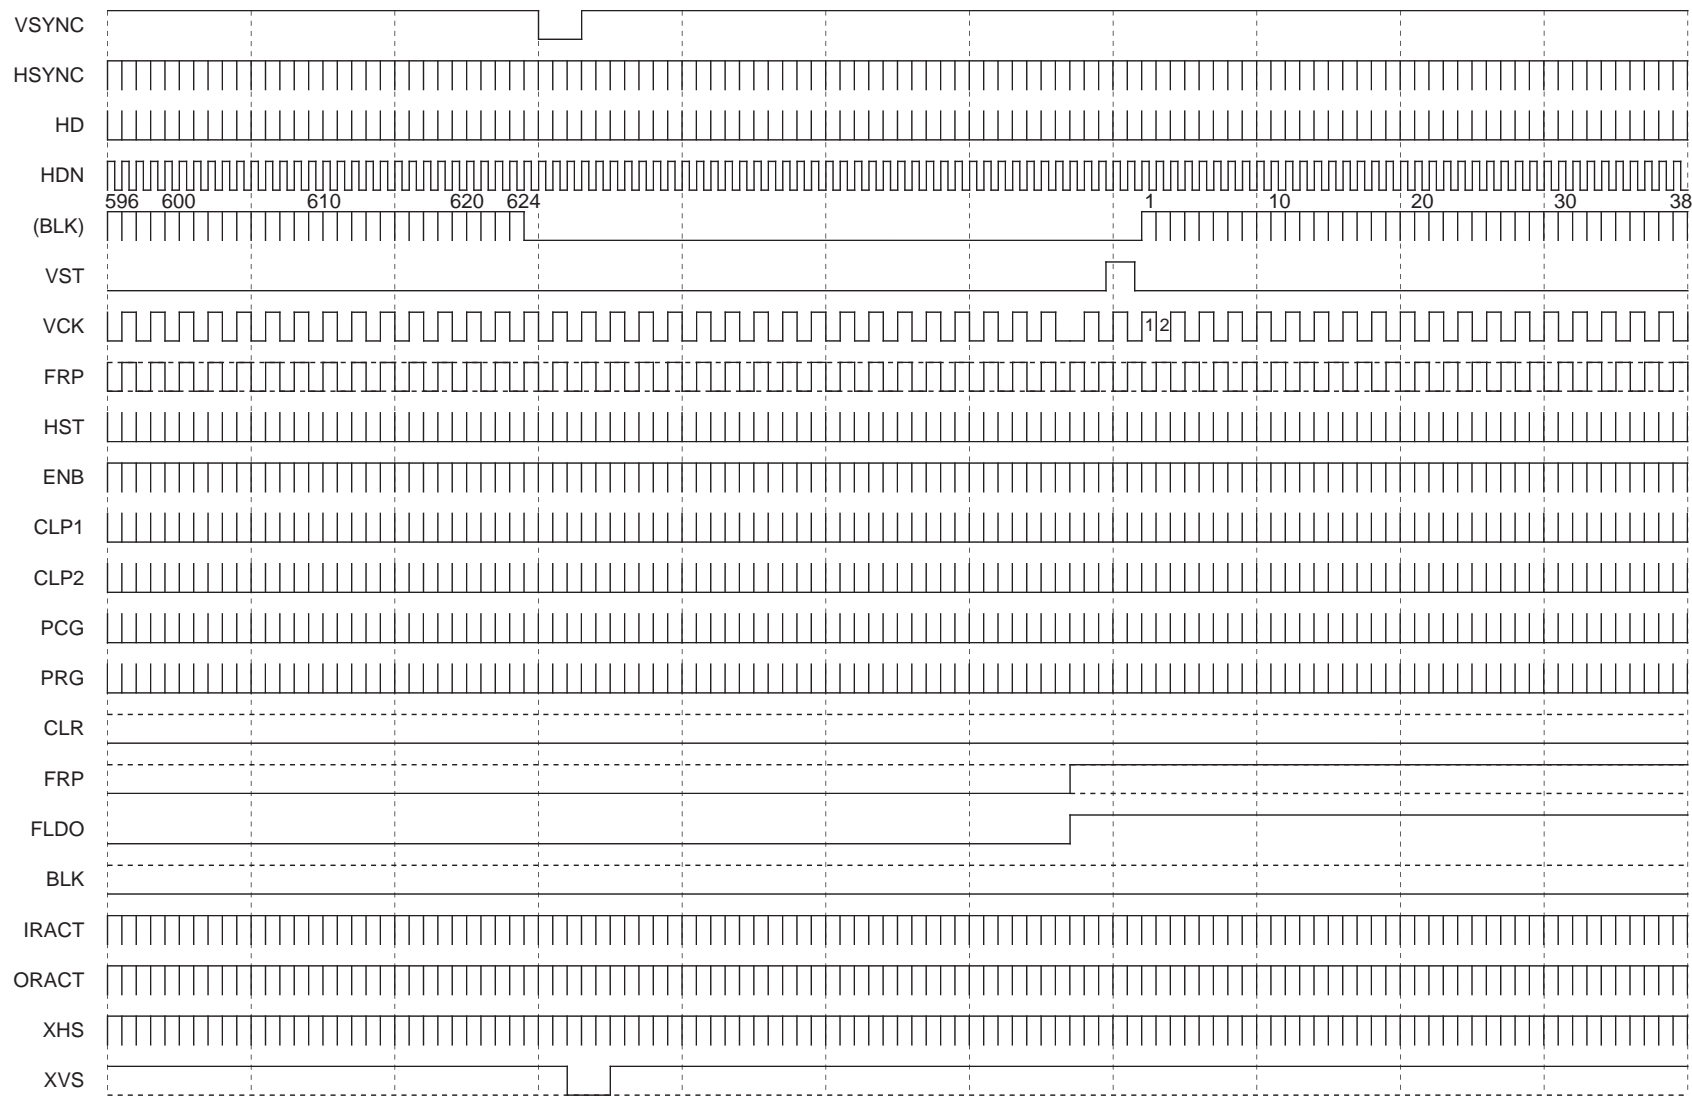 VSYNC
HSYNC
HD
HDN
596 600 610 620 624 1 10 20 30 38
(BLK)
VST
VCK 1 2
FRP
HST
ENB
CLP1
CLP2
PCG
PRG
CLR
FRP
FLDO
BLK
IRACT
ORACT
XHS
XVS